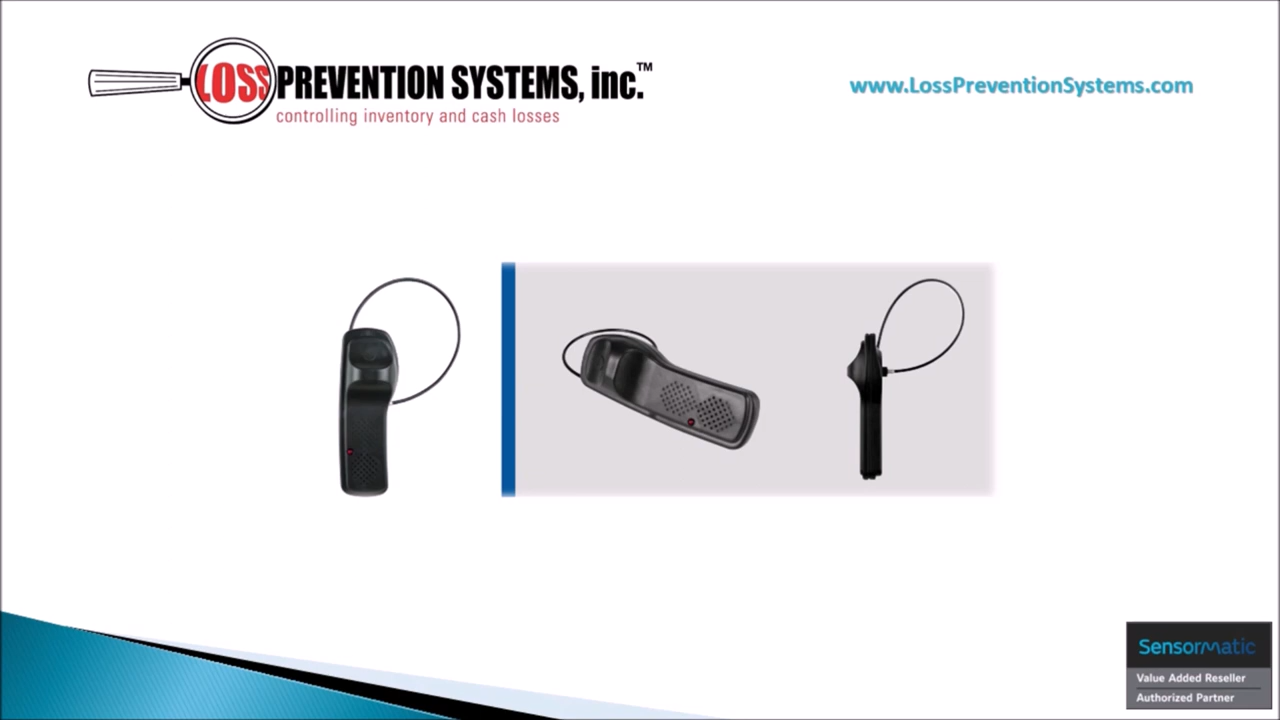 LOSS PREVENTION SYSTEMS, inc.™
controlling inventory and cash losses
www.LossPreventionSystems.com
Sensormatic
Value Added Reseller
Authorized Partner